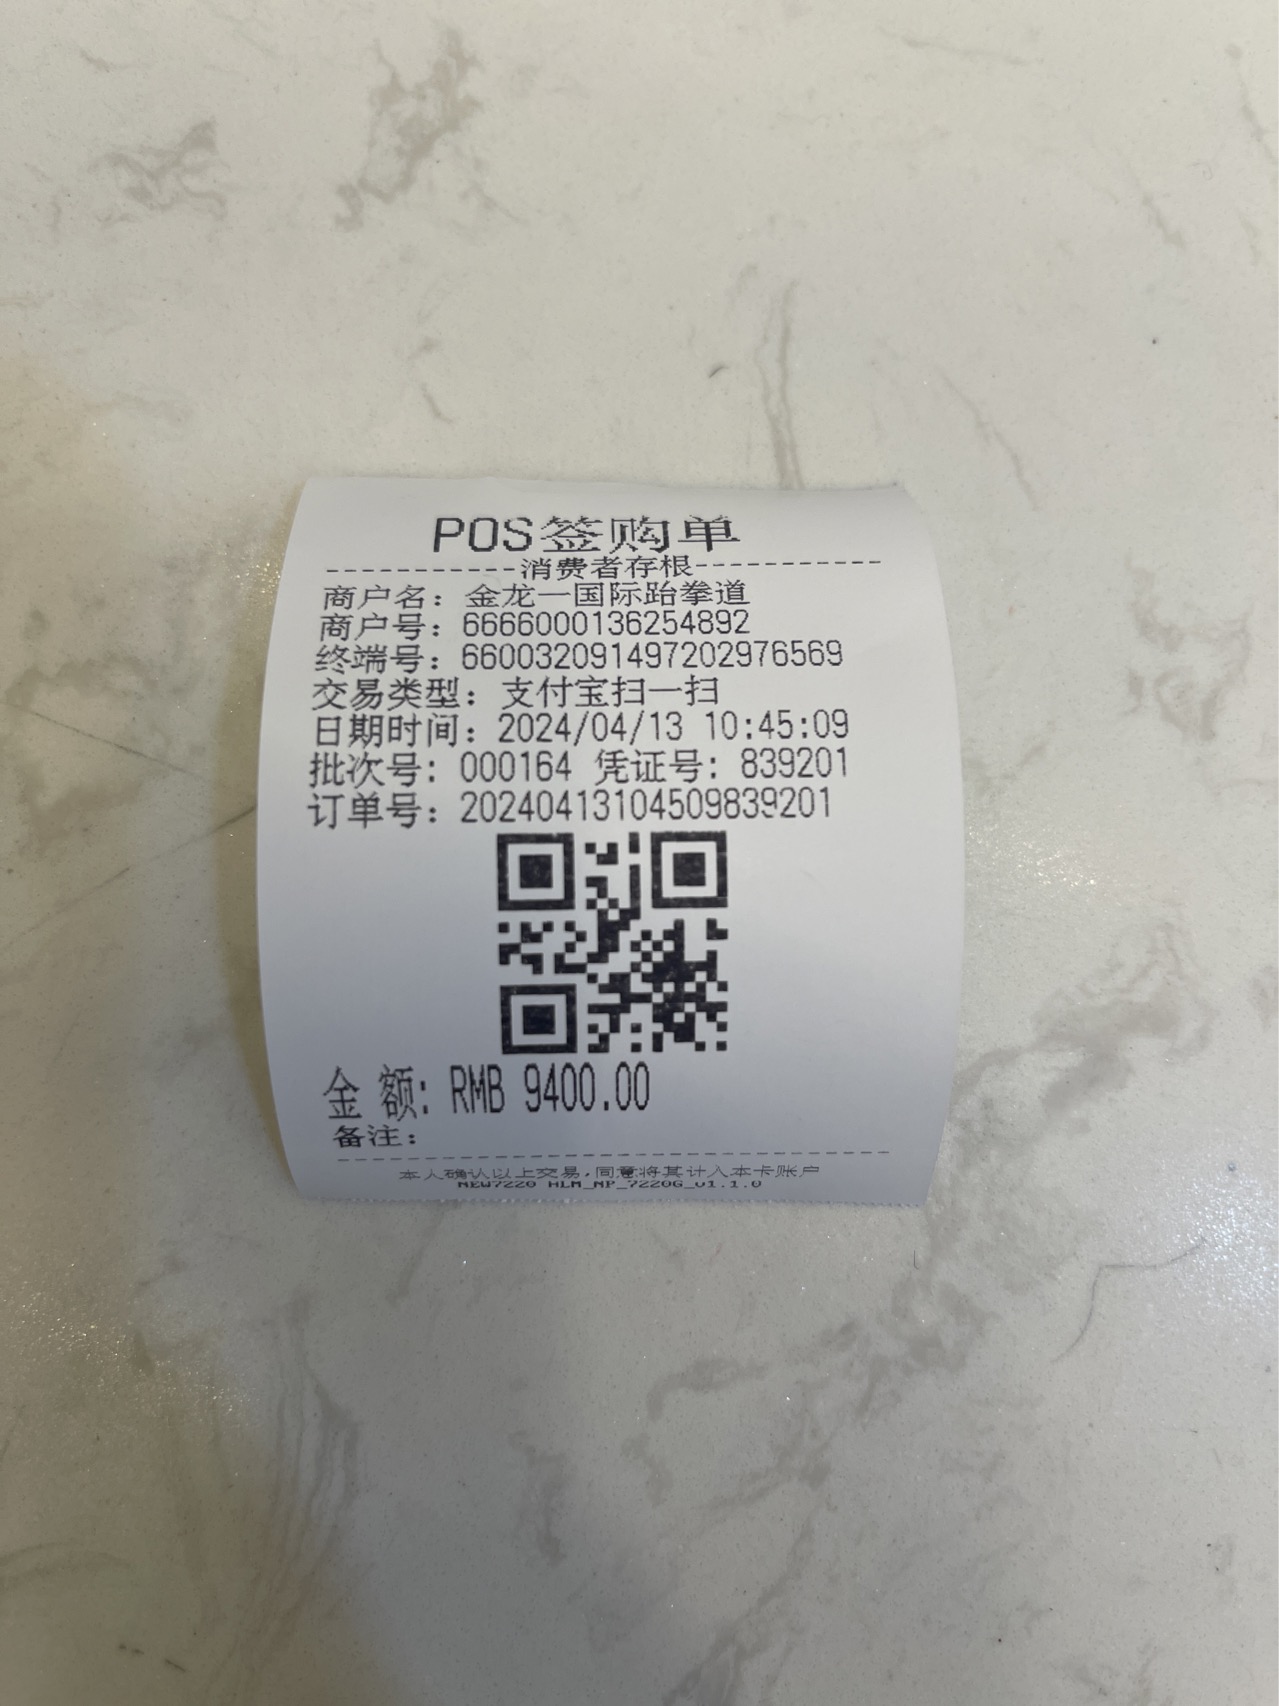 POS签购单
-----------消费者存根-----------
商户名：金龙一国际跆拳道
商户号：6666000136254892
终端号：660032091497202976569
交易类型：支付宝扫一扫
日期时间：2024/04/13 10:45:09
批次号：000164 凭证号：839201
订单号：20240413104509839201
金 额：RMB 9400.00
备注：
本人确认以上交易,同意将其计入本卡账户
NEW7220 HLM_NP_7220G_v1.1.0